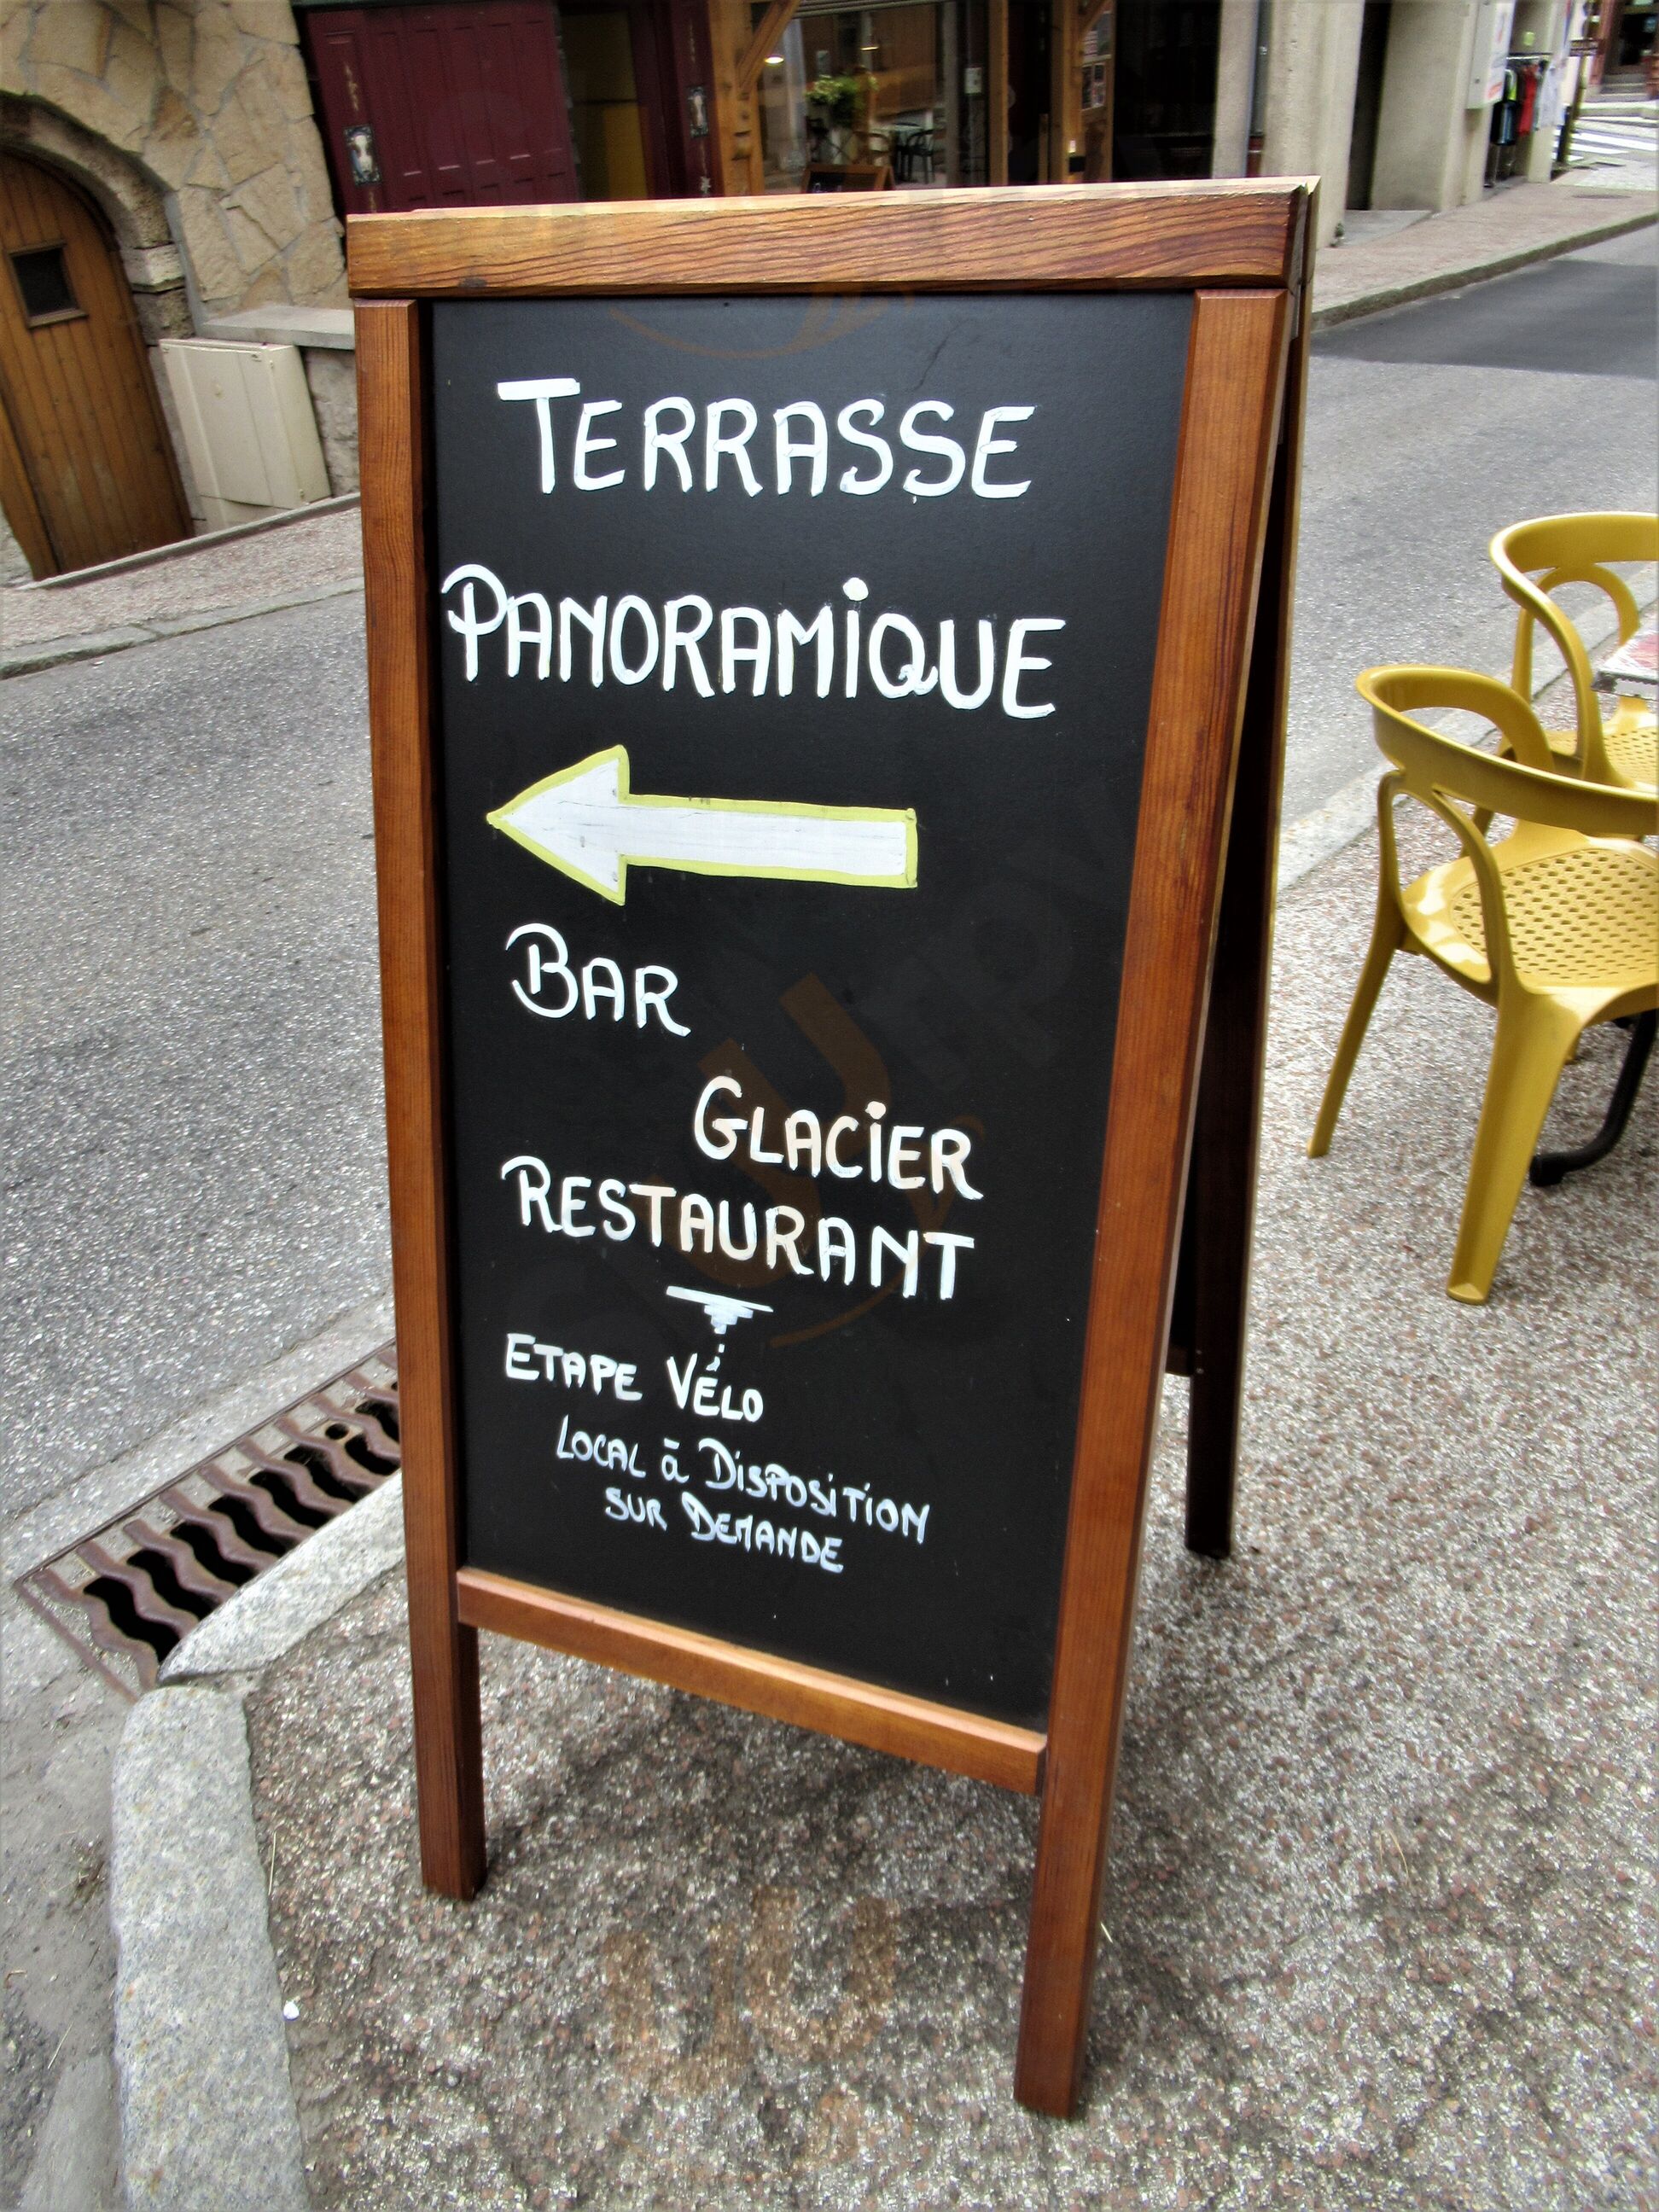 TERRASSE
PANORAMiQUE
BAR
GLACiER
RESTAURANT
ETAPE VÉLO
LOCAL à DISPOSITION
SUR DEMANDE